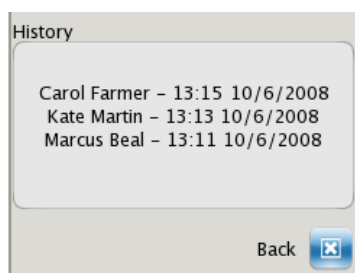 History
Carol Farmer – 13:15 10/6/2008
Kate Martin – 13:13 10/6/2008
Marcus Beal – 13:11 10/6/2008
Back